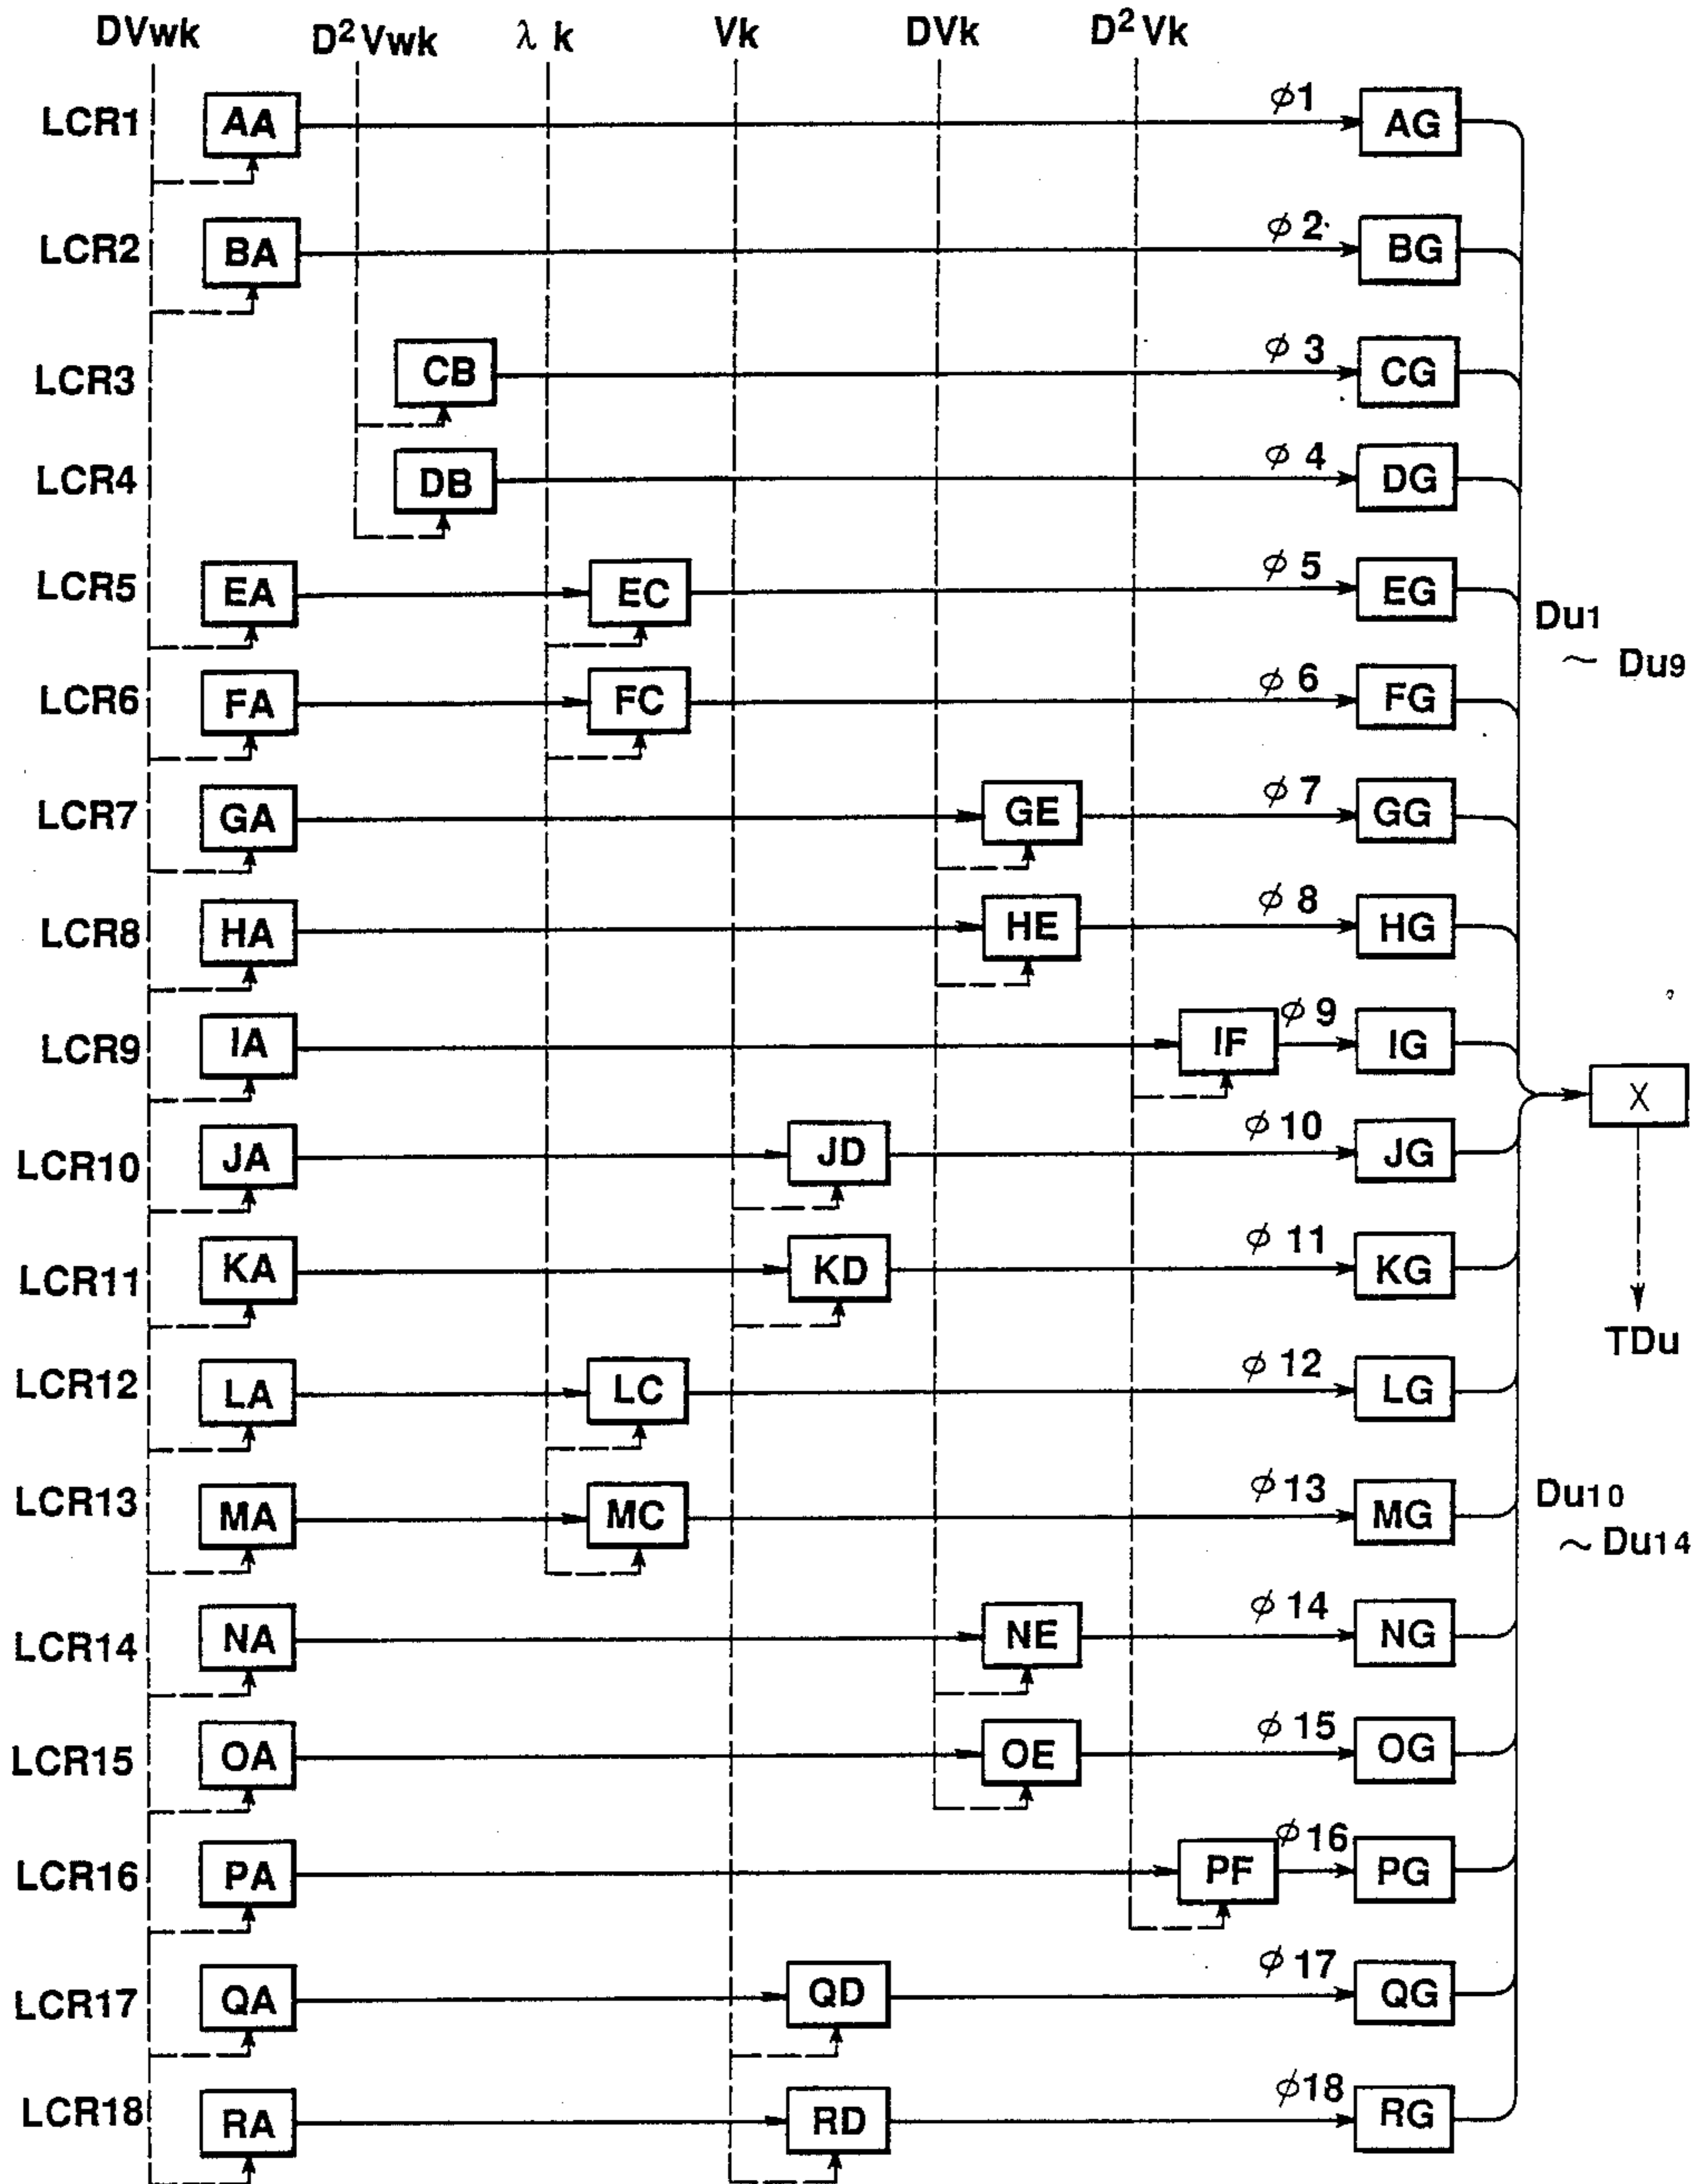 DVwk D²Vwk λk Vk DVk D²Vk
LCR1 AA φ1 AG
LCR2 BA φ2 BG
LCR3 CB φ3 CG
LCR4 DB φ4 DG
LCR5 EA EC φ5 EG
Du1 ~ Du9
LCR6 FA FC φ6 FG
LCR7 GA GE φ7 GG
LCR8 HA HE φ8 HG
LCR9 IA IF φ9 IG
X
LCR10 JA JD φ10 JG
LCR11 KA KD φ11 KG
TDu
LCR12 LA LC φ12 LG
LCR13 MA MC φ13 MG
Du10 ~ Du14
LCR14 NA NE φ14 NG
LCR15 OA OE φ15 OG
LCR16 PA PF φ16 PG
LCR17 QA QD φ17 QG
LCR18 RA RD φ18 RG